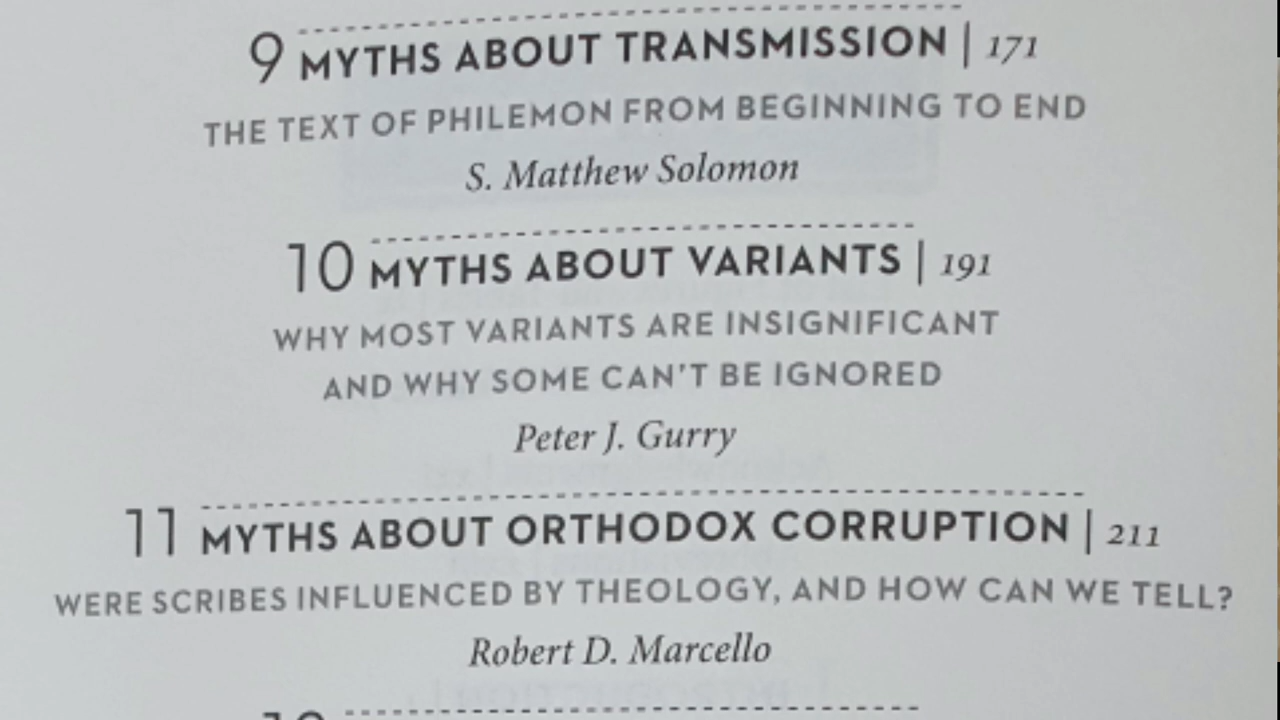 9 MYTHS ABOUT TRANSMISSION | 171
THE TEXT OF PHILEMON FROM BEGINNING TO END
S. Matthew Solomon
10 MYTHS ABOUT VARIANTS | 191
WHY MOST VARIANTS ARE INSIGNIFICANT
AND WHY SOME CAN'T BE IGNORED
Peter J. Gurry
11 MYTHS ABOUT ORTHODOX CORRUPTION | 211
WERE SCRIBES INFLUENCED BY THEOLOGY, AND HOW CAN WE TELL?
Robert D. Marcello